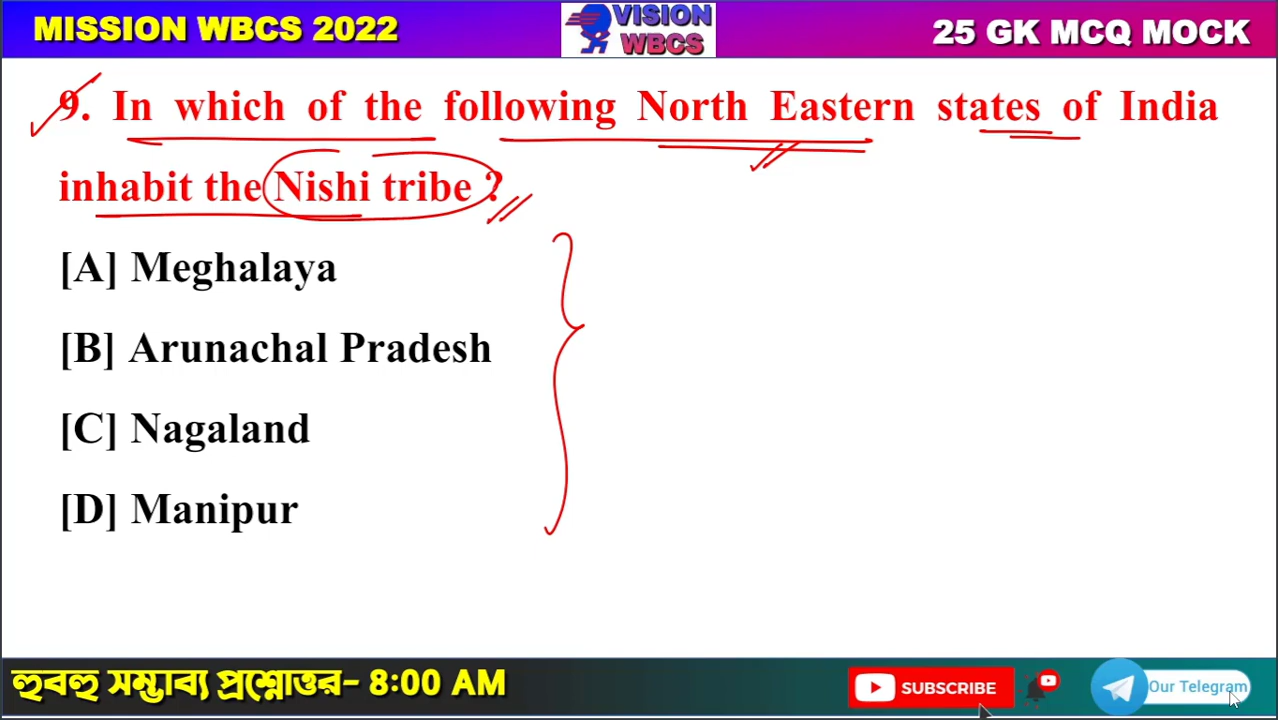 MISSION WBCS 2022
VISION
WBCS
25 GK MCQ MOCK
9. In which of the following North Eastern states of India
inhabit the Nishi tribe ?
[A] Meghalaya
[B] Arunachal Pradesh
[C] Nagaland
[D] Manipur
হুবহু সম্ভাব্য প্রশ্নোত্তর- 8:00 AM
SUBSCRIBE
Our Telegram